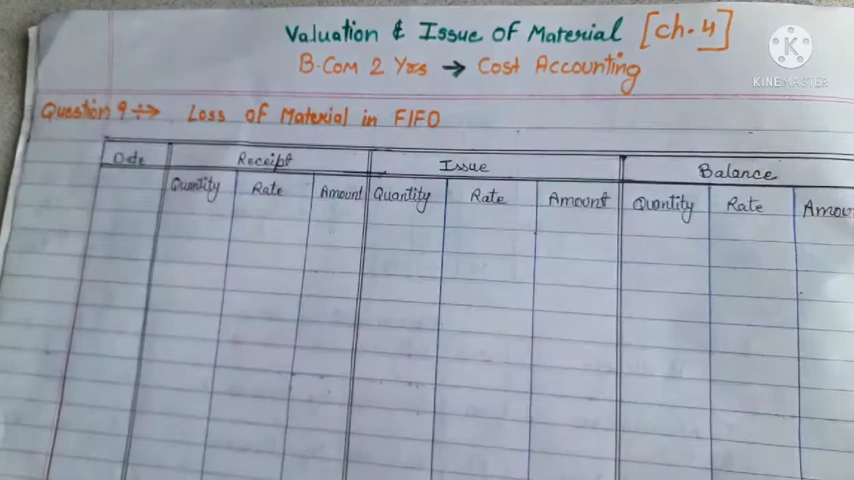 Valuation & Issue of Material [ch.4]
B.Com 2 Yrs → Cost Accounting
K
KINEMASTER
Question 9 ÷→ Loss of Material in FIFO
Date Receipt Issue Balance
Quantity Rate Amount Quantity Rate Amount Quantity Rate Amou